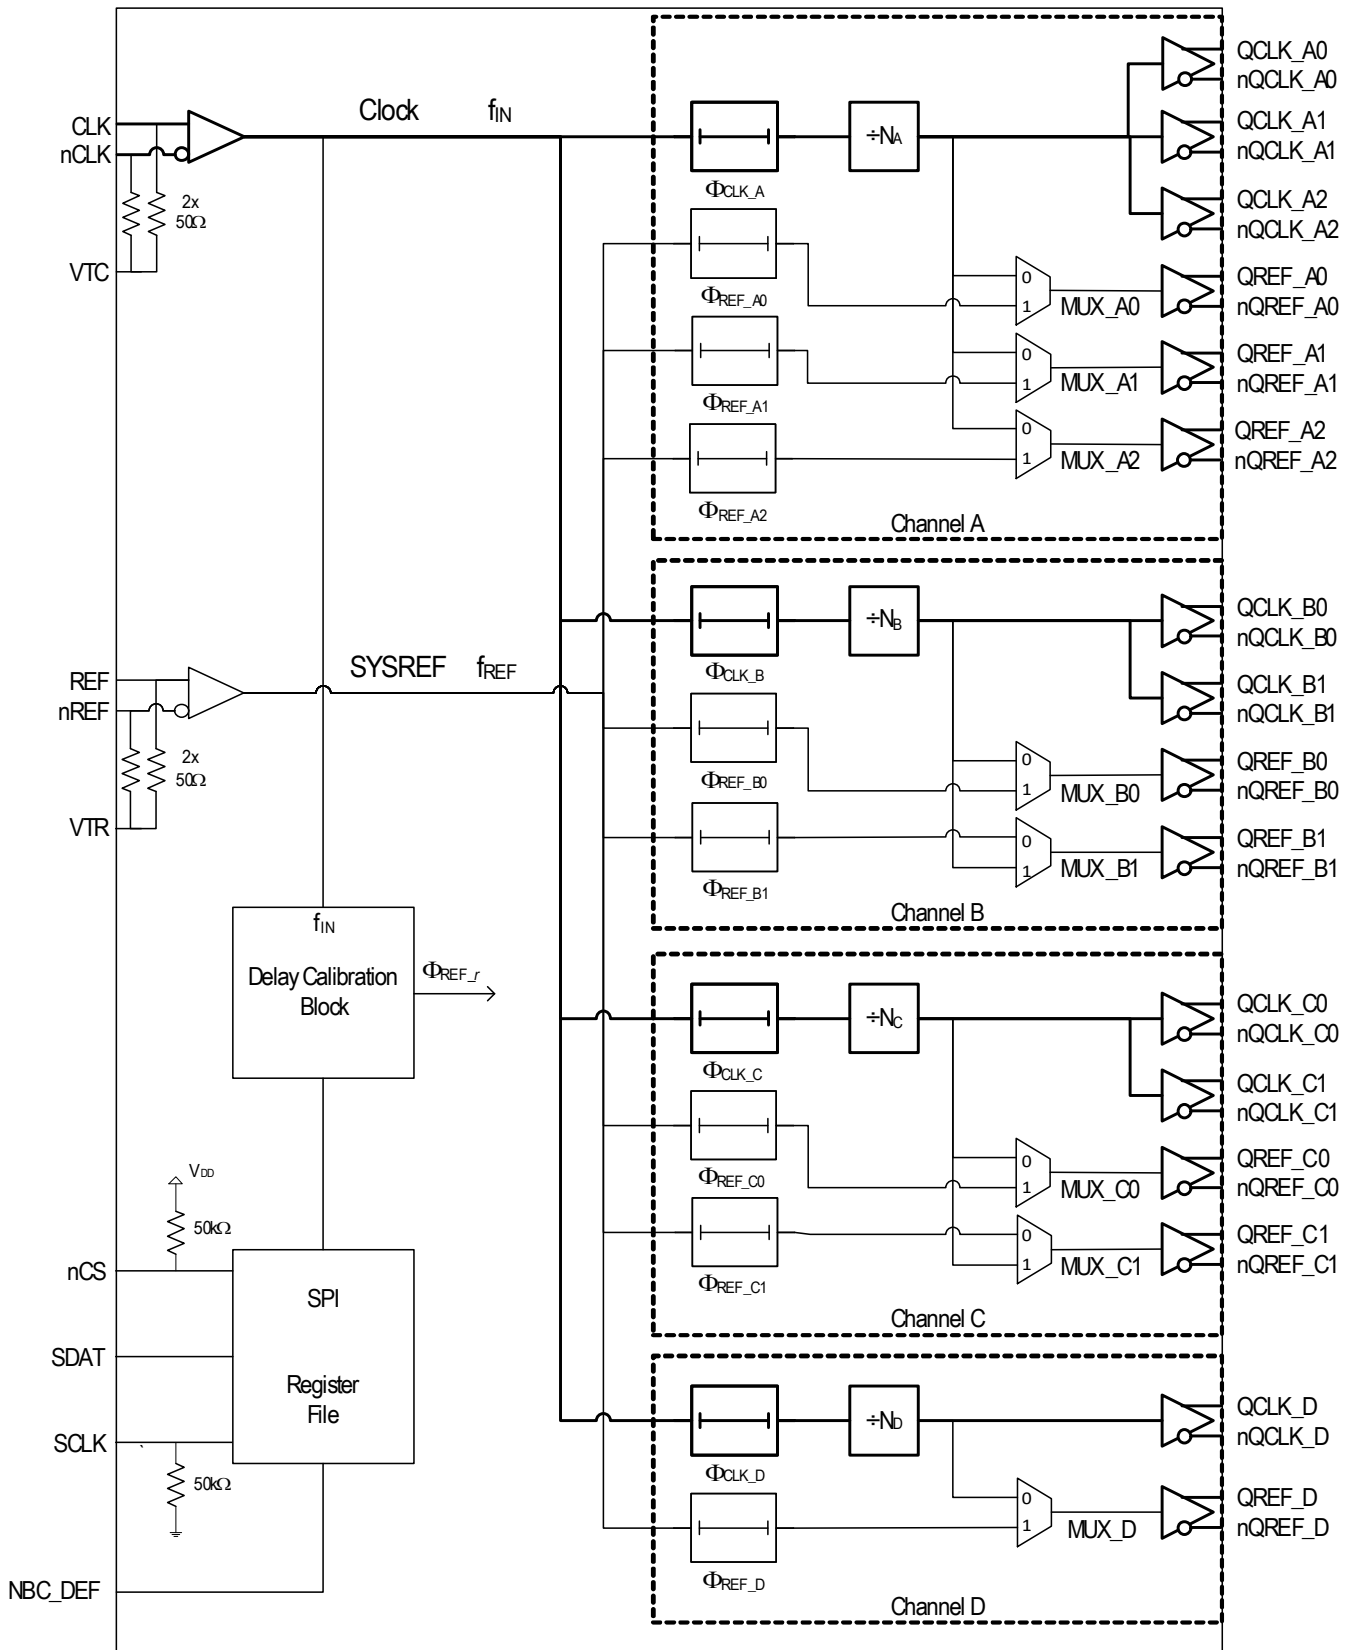 CLK
nCLK
2x
50Ω
VTC
Clock fIN
REF
nREF
2x
50Ω
VTR
SYSREF fREF
fIN
Delay Calibration
Block
ΦREF_r
VDD
50kΩ
nCS
SDAT
SCLK
50kΩ
NBC_DEF
SPI
Register
File
ΦCLK_A
÷NA
ΦREF_A0
ΦREF_A1
ΦREF_A2
0
1
MUX_A0
0
1
MUX_A1
0
1
MUX_A2
Channel A
QCLK_A0
nQCLK_A0
QCLK_A1
nQCLK_A1
QCLK_A2
nQCLK_A2
QREF_A0
nQREF_A0
QREF_A1
nQREF_A1
QREF_A2
nQREF_A2
ΦCLK_B
÷NB
ΦREF_B0
ΦREF_B1
0
1
MUX_B0
0
1
MUX_B1
Channel B
QCLK_B0
nQCLK_B0
QCLK_B1
nQCLK_B1
QREF_B0
nQREF_B0
QREF_B1
nQREF_B1
ΦCLK_C
÷NC
ΦREF_C0
ΦREF_C1
0
1
MUX_C0
0
1
MUX_C1
Channel C
QCLK_C0
nQCLK_C0
QCLK_C1
nQCLK_C1
QREF_C0
nQREF_C0
QREF_C1
nQREF_C1
ΦCLK_D
÷ND
ΦREF_D
0
1
MUX_D
Channel D
QCLK_D
nQCLK_D
QREF_D
nQREF_D